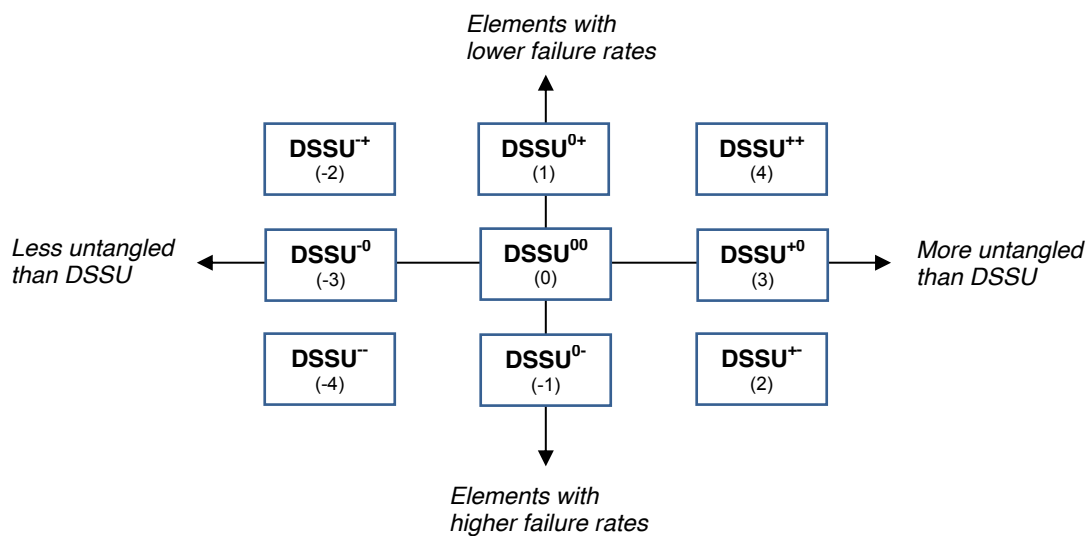 Elements with
lower failure rates
DSSU⁻⁺
(-2)
DSSU⁰⁺
(1)
DSSU⁺⁺
(4)
Less untangled
than DSSU
DSSU⁻⁰
(-3)
DSSU⁰⁰
(0)
DSSU⁺⁰
(3)
More untangled
than DSSU
DSSU⁻⁻
(-4)
DSSU⁰⁻
(-1)
DSSU⁺⁻
(2)
Elements with
higher failure rates